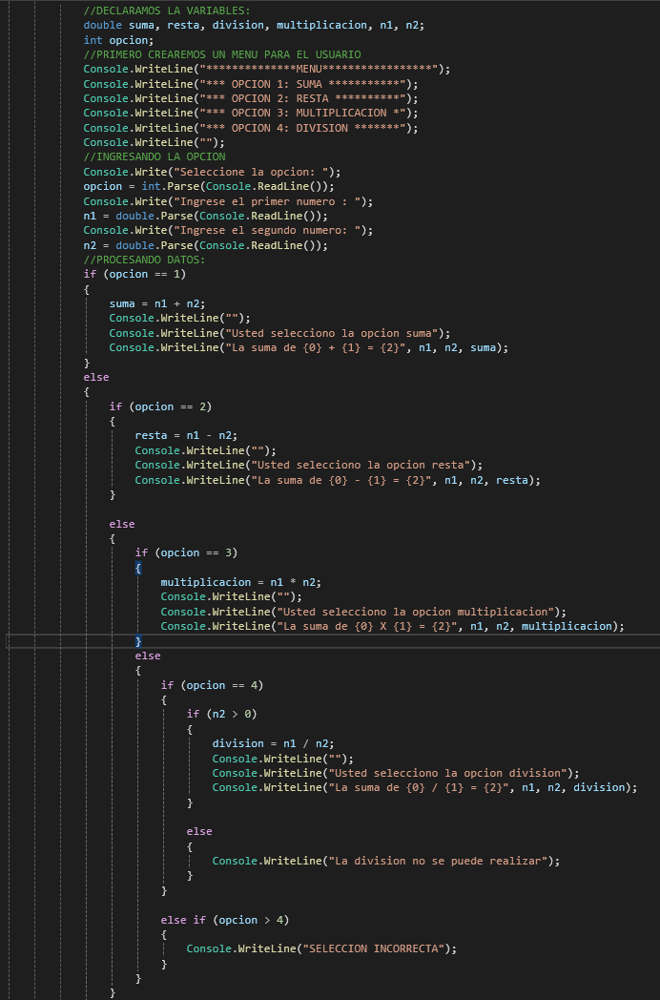 //DECLARAMOS LA VARIABLES:
double suma, resta, division, multiplicacion, n1, n2;
int opcion;
//PRIMERO CREAREMOS UN MENU PARA EL USUARIO
Console.WriteLine("**************MENU*****************");
Console.WriteLine("*** OPCION 1: SUMA ***********");
Console.WriteLine("*** OPCION 2: RESTA **********");
Console.WriteLine("*** OPCION 3: MULTIPLICACION *");
Console.WriteLine("*** OPCION 4: DIVISION *******");
Console.WriteLine("");
//INGRESANDO LA OPCION
Console.Write("Seleccione la opcion: ");
opcion = int.Parse(Console.ReadLine());
Console.Write("Ingrese el primer numero : ");
n1 = double.Parse(Console.ReadLine());
Console.Write("Ingrese el segundo numero: ");
n2 = double.Parse(Console.ReadLine());
//PROCESANDO DATOS:
if (opcion == 1)
{
suma = n1 + n2;
Console.WriteLine("");
Console.WriteLine("Usted selecciono la opcion suma");
Console.WriteLine("La suma de {0} + {1} = {2}", n1, n2, suma);
}
else
{
if (opcion == 2)
{
resta = n1 - n2;
Console.WriteLine("");
Console.WriteLine("Usted selecciono la opcion resta");
Console.WriteLine("La suma de {0} - {1} = {2}", n1, n2, resta);
}
else
{
if (opcion == 3)
{
multiplicacion = n1 * n2;
Console.WriteLine("");
Console.WriteLine("Usted selecciono la opcion multiplicacion");
Console.WriteLine("La suma de {0} X {1} = {2}", n1, n2, multiplicacion);
}
else
{
if (opcion == 4)
{
if (n2 > 0)
{
division = n1 / n2;
Console.WriteLine("");
Console.WriteLine("Usted selecciono la opcion division");
Console.WriteLine("La suma de {0} / {1} = {2}", n1, n2, division);
}
else
{
Console.WriteLine("La division no se puede realizar");
}
}
else if (opcion > 4)
{
Console.WriteLine("SELECCION INCORRECTA");
}
}
}